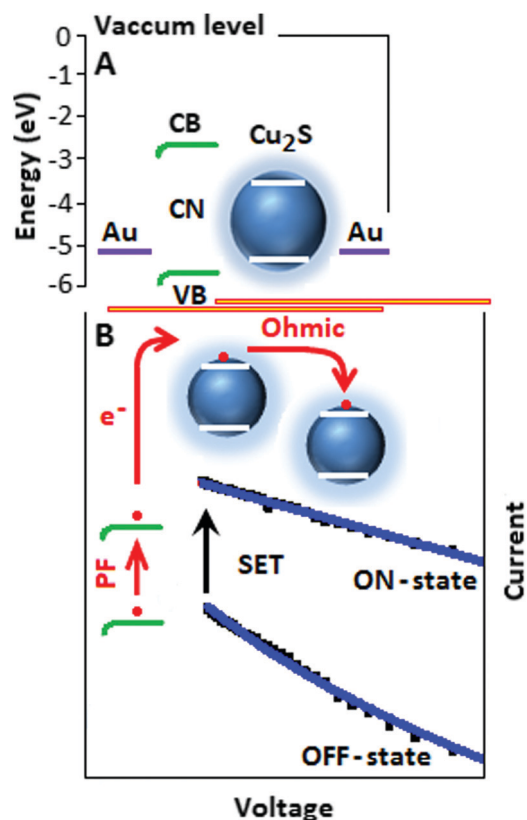 Vaccum level
0
A
-1
-2
-3
-4
-5
-6
Energy (eV)
CB
Cu₂S
CN
Au
Au
VB
B
Ohmic
e-
PF
SET
ON-state
OFF-state
Current
Voltage